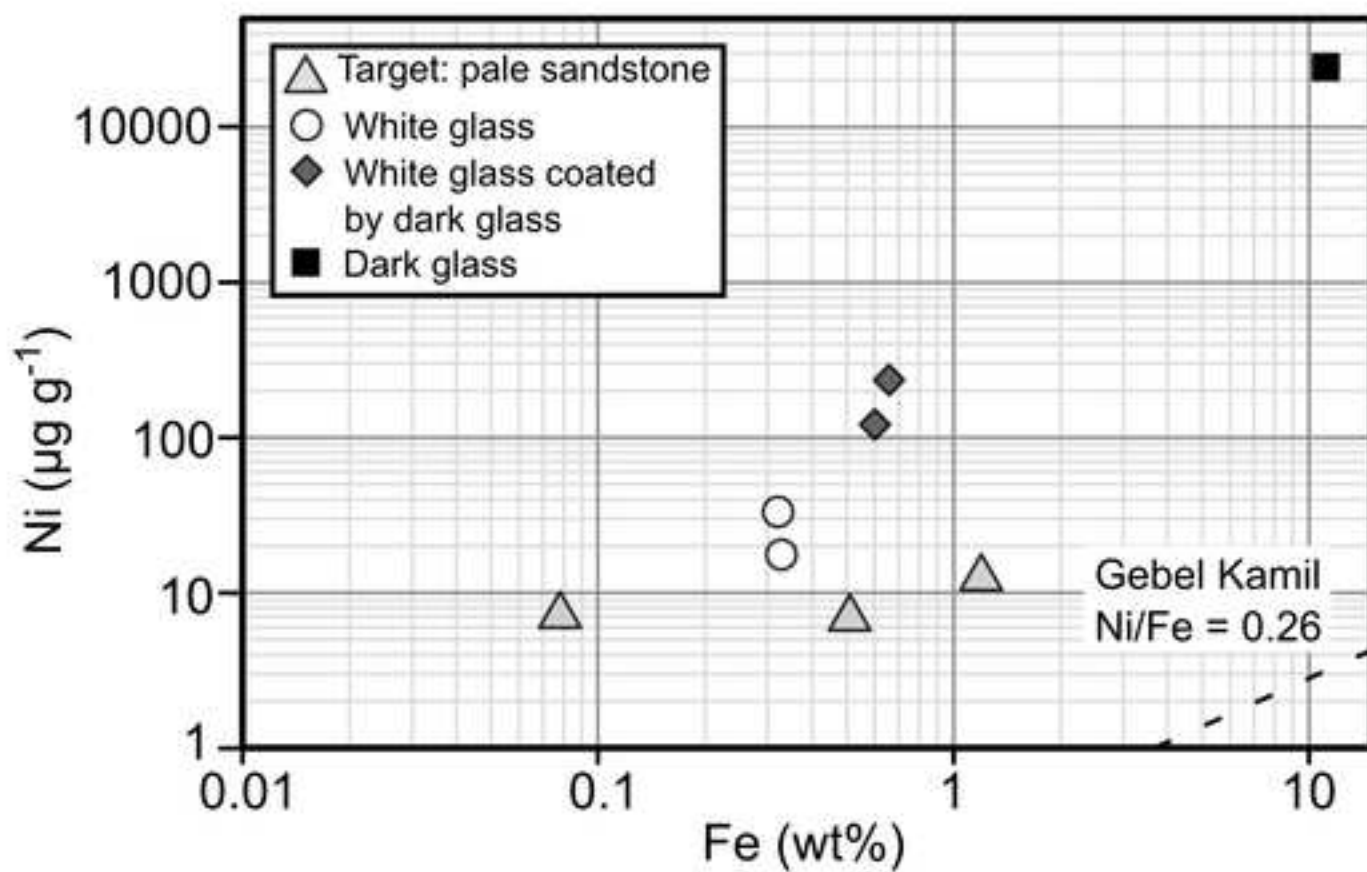 Target: pale sandstone
White glass
White glass coated
by dark glass
Dark glass
10000
1000
100
10
1
Ni (µg g⁻¹)
Gebel Kamil
Ni/Fe = 0.26
0.01
0.1
1
10
Fe (wt%)